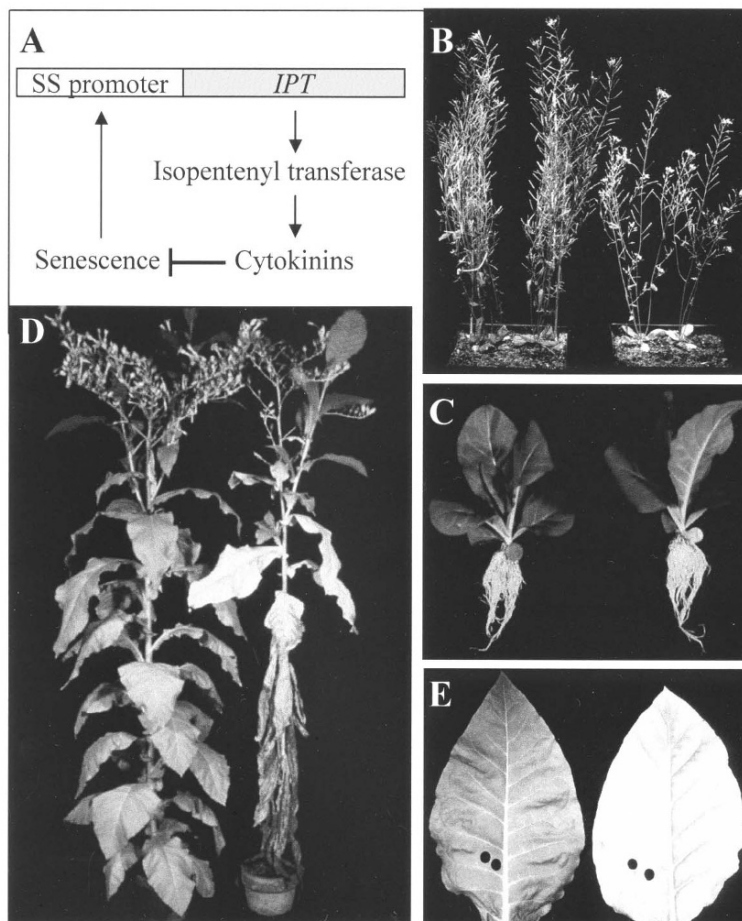 A
SS promoter IPT
Isopentenyl transferase
Senescence Cytokinins
B
C
D
E